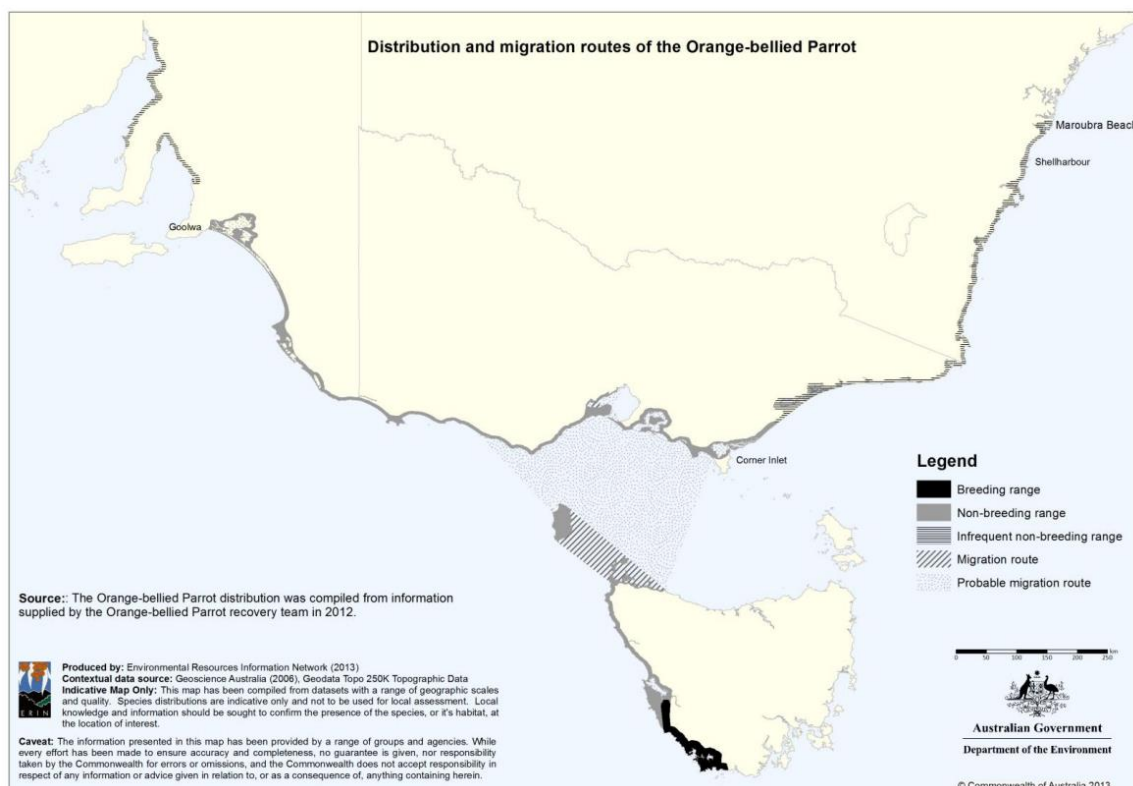 Distribution and migration routes of the Orange-bellied Parrot
Maroubra Beach
Shellharbour
Goolwa
Corner Inlet
Legend
Breeding range
Non-breeding range
Infrequent non-breeding range
Migration route
Probable migration route
Source:: The Orange-bellied Parrot distribution was compiled from information
supplied by the Orange-bellied Parrot recovery team in 2012.
km
0 50 100 150 200 250
Produced by: Environmental Resources Information Network (2013)
Contextual data source: Geoscience Australia (2006), Geodata Topo 250K Topographic Data
Indicative Map Only: This map has been compiled from datasets with a range of geographic scales
and quality. Species distributions are indicative only and not to be used for local assessment. Local
knowledge and information should be sought to confirm the presence of the species, or it's habitat, at
the location of interest.
ERIN
Caveat: The information presented in this map has been provided by a range of groups and agencies. While
every effort has been made to ensure accuracy and completeness, no guarantee is given, nor responsibility
taken by the Commonwealth for errors or omissions, and the Commonwealth does not accept responsibility in
respect of any information or advice given in relation to, or as a consequence of, anything containing herein.
Australian Government
Department of the Environment
© Commonwealth of Australia 2013